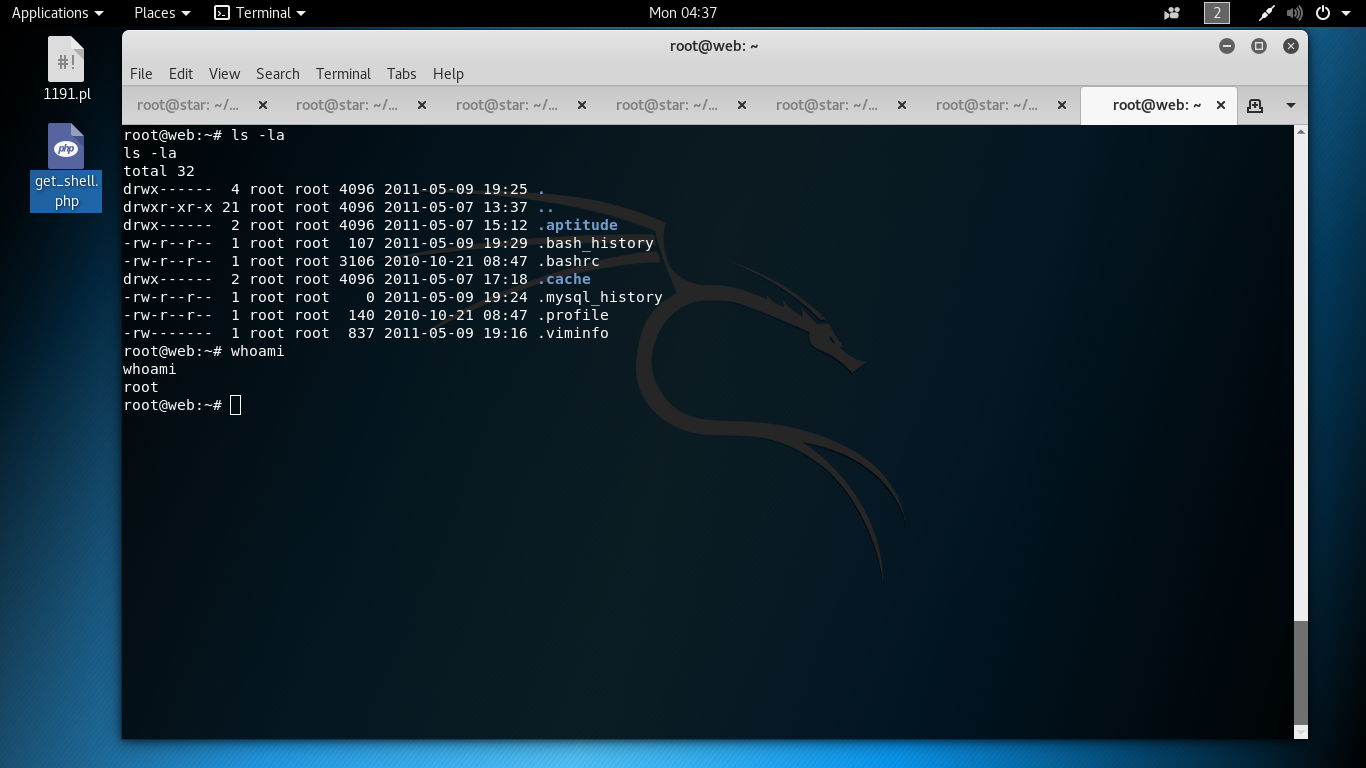 Applications Places Terminal Mon 04:37 2
#!
1191.pl
php
get_shell.
php
root@web: ~
File Edit View Search Terminal Tabs Help
root@star: ~/... root@star: ~/... root@star: ~/... root@star: ~/... root@star: ~/... root@star: ~/... root@web: ~
root@web:~# ls -la
ls -la
total 32
drwx------  4 root root 4096 2011-05-09 19:25 .
drwxr-xr-x 21 root root 4096 2011-05-07 13:37 ..
drwx------  2 root root 4096 2011-05-07 15:12 .aptitude
-rw-r--r--  1 root root  107 2011-05-09 19:29 .bash_history
-rw-r--r--  1 root root 3106 2010-10-21 08:47 .bashrc
drwx------  2 root root 4096 2011-05-07 17:18 .cache
-rw-r--r--  1 root root    0 2011-05-09 19:24 .mysql_history
-rw-r--r--  1 root root  140 2010-10-21 08:47 .profile
-rw-------  1 root root  837 2011-05-09 19:16 .viminfo
root@web:~# whoami
whoami
root
root@web:~#